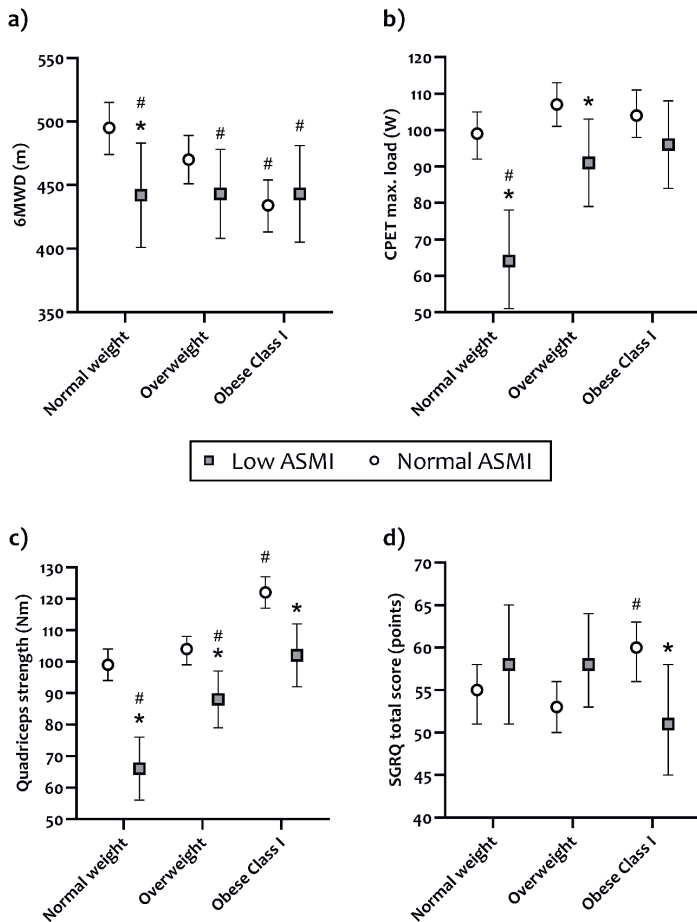 a)
6MWD (m)
550
500
450
400
350
#
*
#
#
#
Normal weight
Overweight
Obese Class I
b)
CPET max. load (W)
120
110
100
90
80
70
60
50
#
*
*
Normal weight
Overweight
Obese Class I
Low ASMI
Normal ASMI
c)
Quadriceps strength (Nm)
130
120
110
100
90
80
70
60
50
#
*
#
*
#
*
Normal weight
Overweight
Obese Class I
d)
SGRQ total score (points)
70
65
60
55
50
45
40
#
*
Normal weight
Overweight
Obese Class I